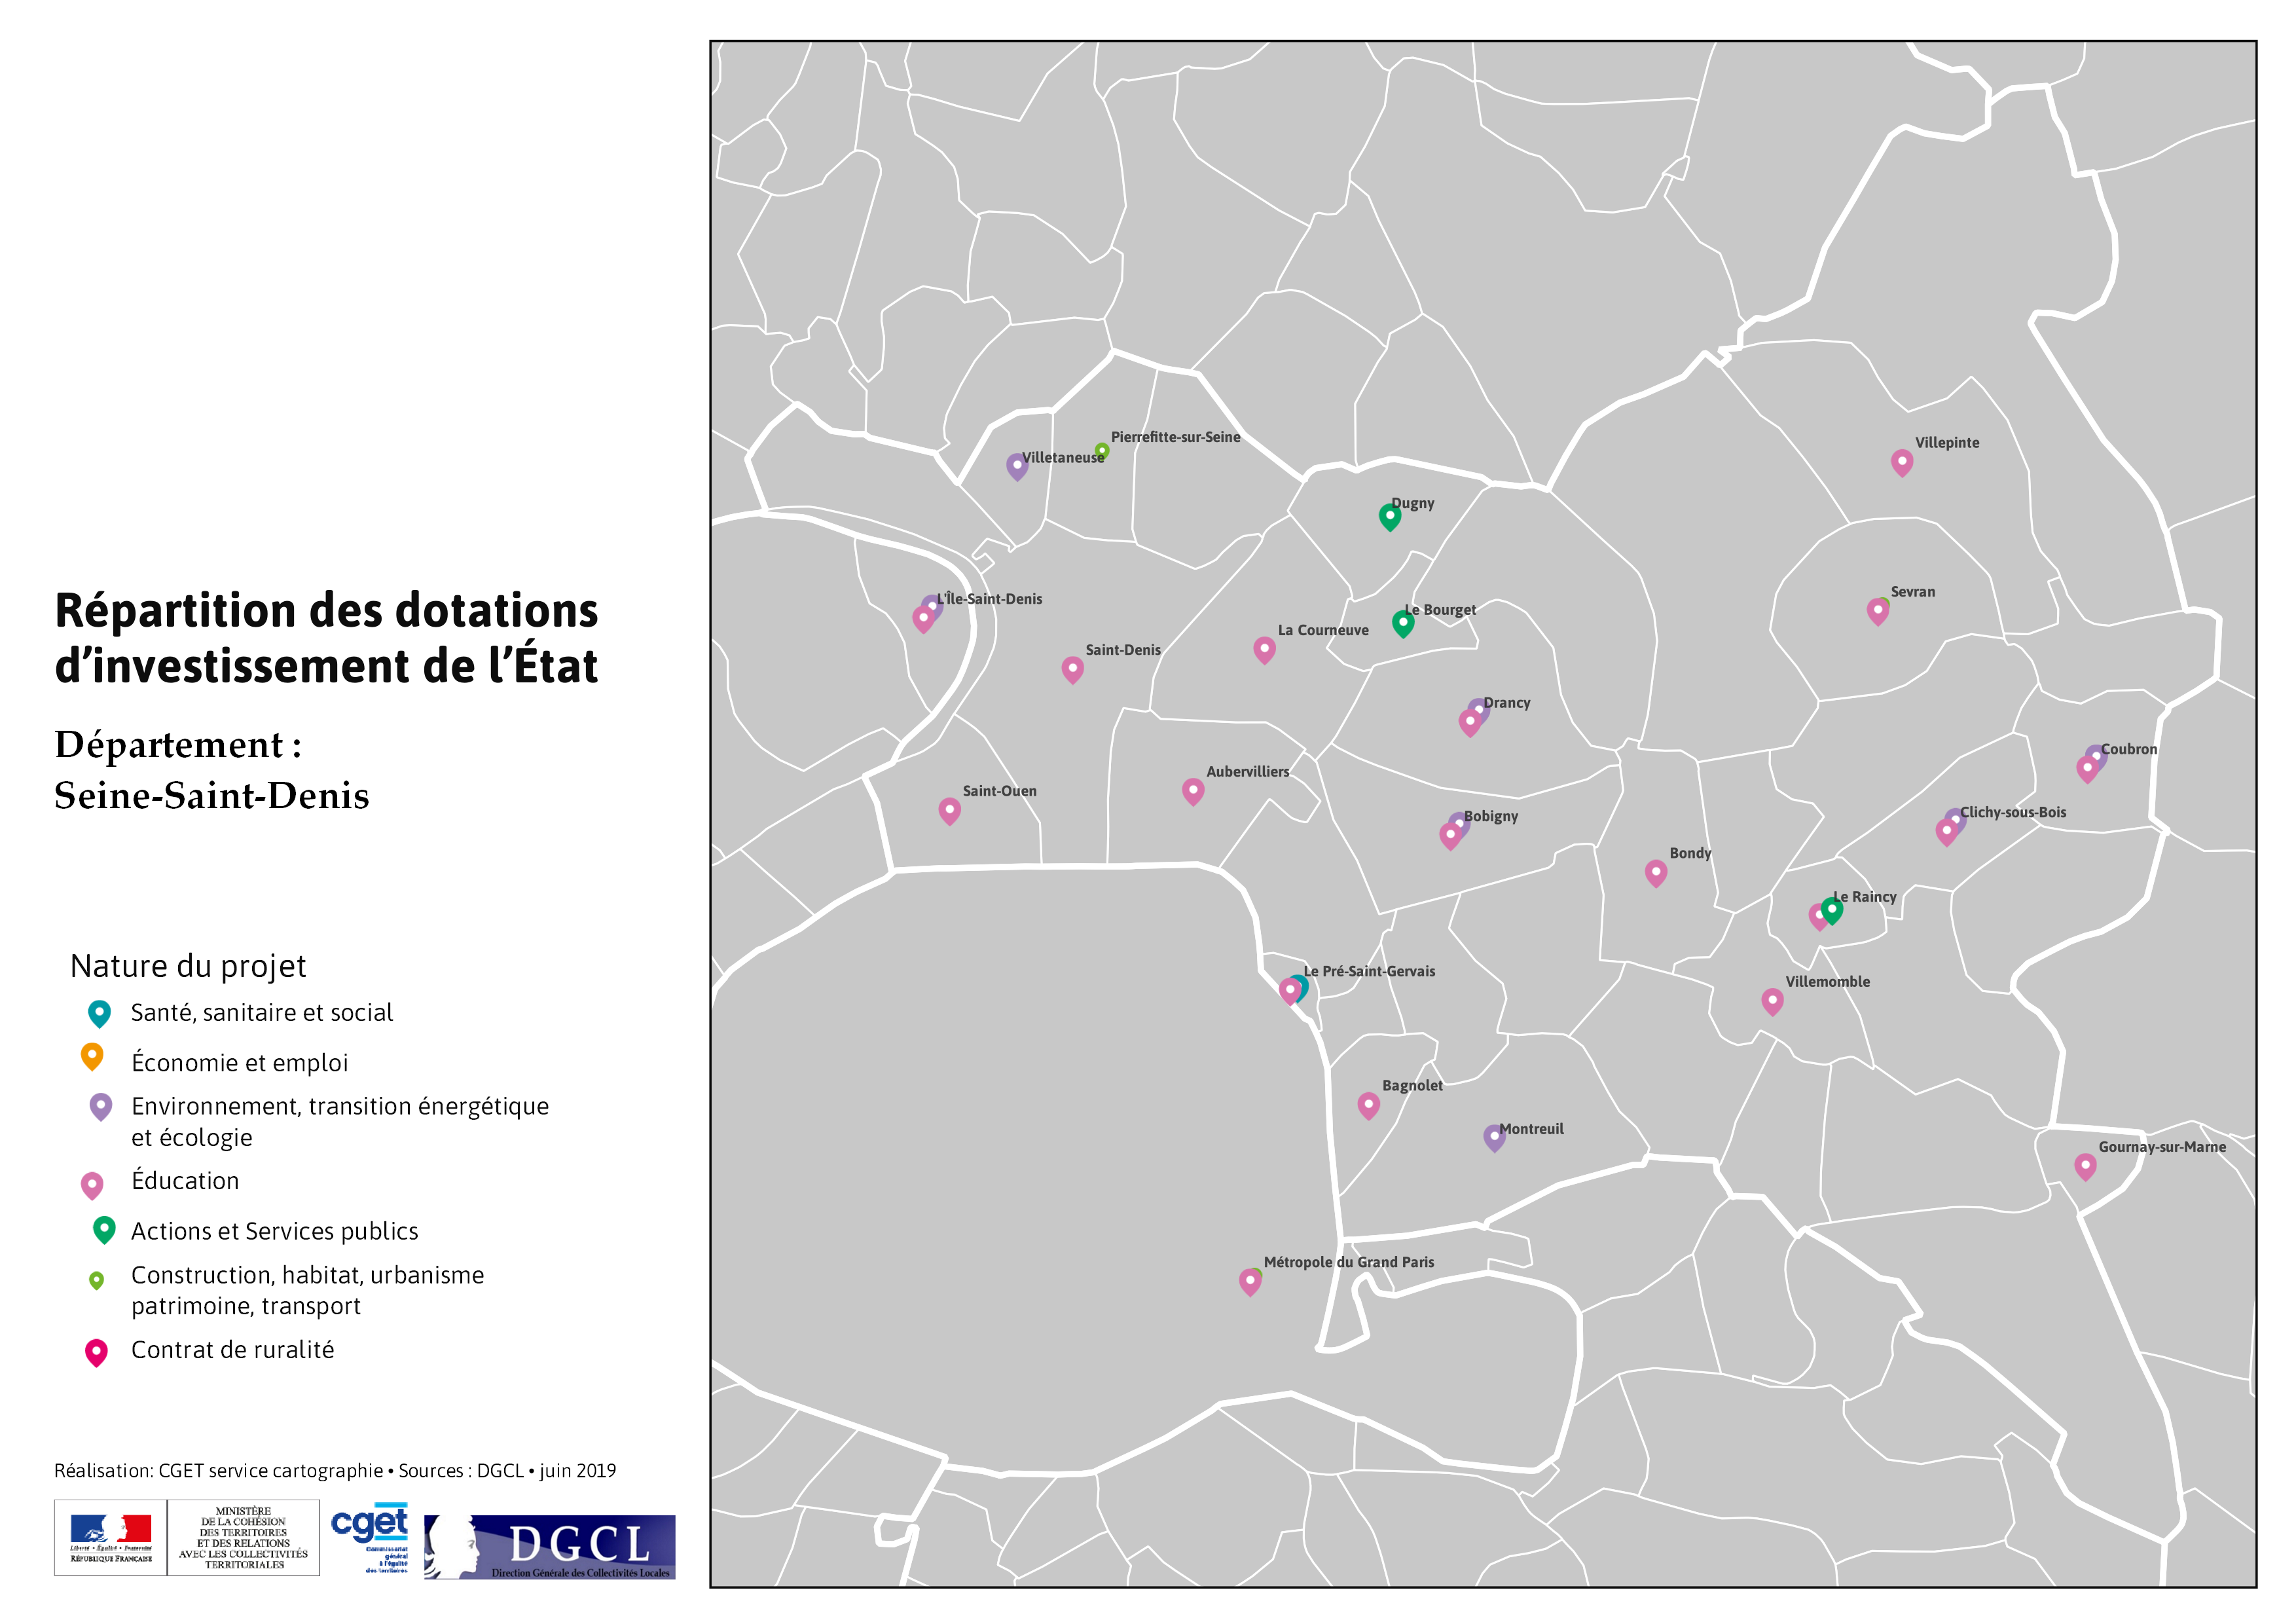 Répartition des dotations
d’investissement de l’État
Département :
Seine-Saint-Denis
Nature du projet
Santé, sanitaire et social
Économie et emploi
Environnement, transition énergétique
et écologie
Éducation
Actions et Services publics
Construction, habitat, urbanisme
patrimoine, transport
Contrat de ruralité
Réalisation: CGET service cartographie • Sources : DGCL • juin 2019
Liberté • Égalité • Fraternité
RÉPUBLIQUE FRANÇAISE
MINISTÈRE
DE LA COHÉSION
DES TERRITOIRES
ET DES RELATIONS
AVEC LES COLLECTIVITÉS
TERRITORIALES
cget
Commissariat
général
à l'égalité
des territoires
DGCL
Direction Générale des Collectivités Locales
Pierrefitte-sur-Seine
Villetaneuse
Villepinte
Dugny
Sevran
L'Île-Saint-Denis
Le Bourget
La Courneuve
Saint-Denis
Drancy
Coubron
Aubervilliers
Saint-Ouen
Clichy-sous-Bois
Bobigny
Bondy
Le Raincy
Le Pré-Saint-Gervais
Villemomble
Bagnolet
Montreuil
Gournay-sur-Marne
Métropole du Grand Paris